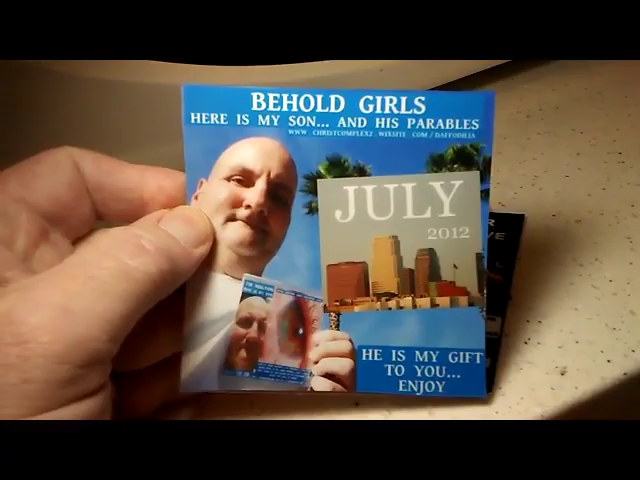 BEHOLD GIRLS
HERE IS MY SON... AND HIS PARABLES
WWW . CHRISTCOMPLEX2 . WIXSITE . COM / DAFFODILIA
JULY
2012
HE IS MY GIFT
TO YOU...
ENJOY